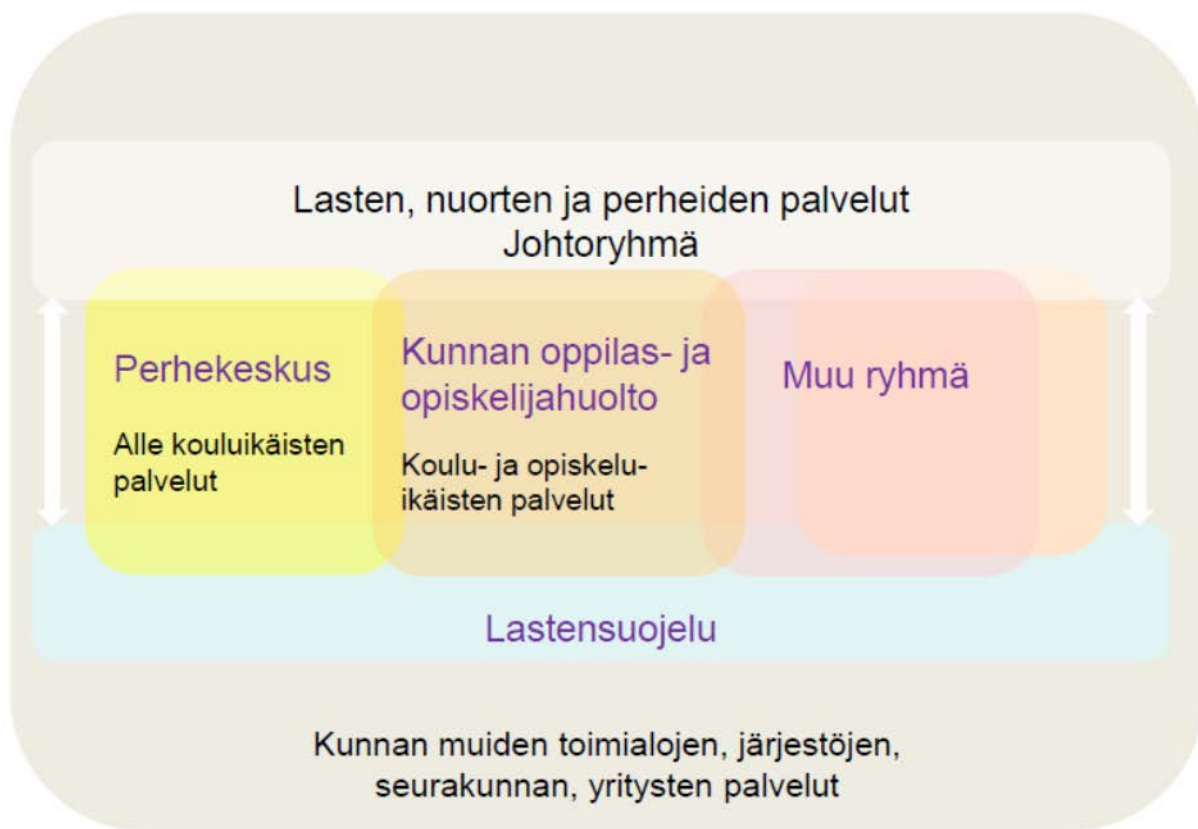 Lasten, nuorten ja perheiden palvelut
Johtoryhmä
Perhekeskus
Alle kouluikäisten
palvelut
Kunnan oppilas- ja
opiskelijahuolto
Koulu- ja opiskelu-
ikäisten palvelut
Muu ryhmä
Lastensuojelu
Kunnan muiden toimialojen, järjestöjen,
seurakunnan, yritysten palvelut